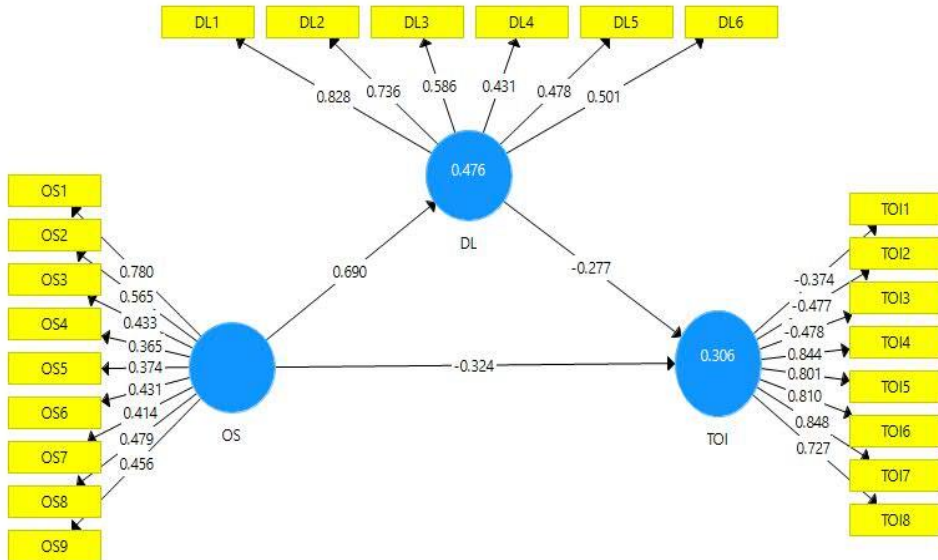 DL1 DL2 DL3 DL4 DL5 DL6
0.828 0.736 0.586 0.431 0.478 0.501
0.476
DL
OS1
OS2
OS3
OS4
OS5
OS6
OS7
OS8
OS9
0.780
0.565
0.433
0.365
0.374
0.431
0.414
0.479
0.456
OS
0.690
-0.277
-0.324
0.306
TOI
-0.374
-0.477
-0.478
0.844
0.801
0.810
0.848
0.727
TOI1
TOI2
TOI3
TOI4
TOI5
TOI6
TOI7
TOI8